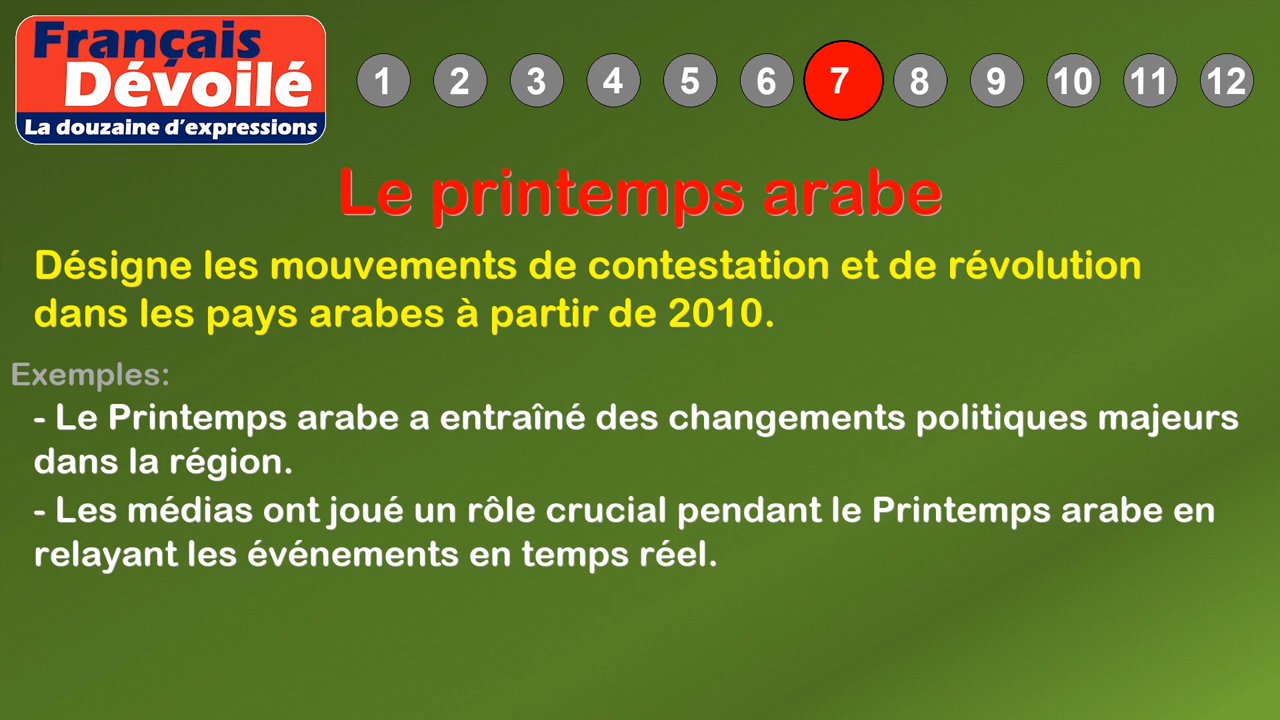 Français
Dévoilé
La douzaine d'expressions
1 2 3 4 5 6 7 8 9 10 11 12
Le printemps arabe
Désigne les mouvements de contestation et de révolution
dans les pays arabes à partir de 2010.
Exemples:
- Le Printemps arabe a entraîné des changements politiques majeurs
dans la région.
- Les médias ont joué un rôle crucial pendant le Printemps arabe en
relayant les événements en temps réel.